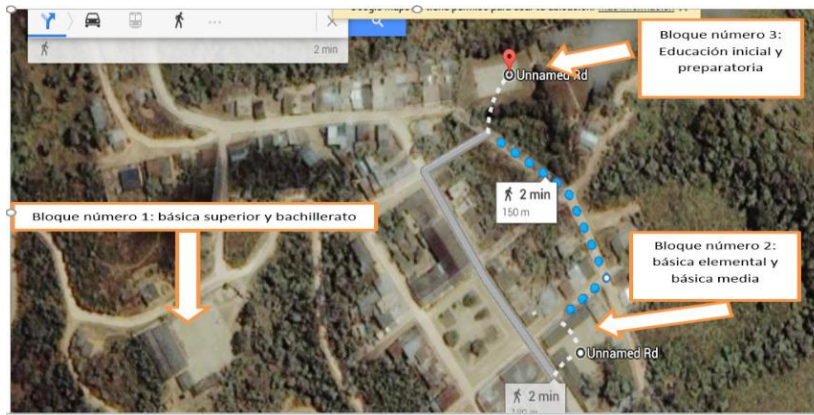 2 min
Bloque número 3:
Educación inicial y
preparatoria
Unnamed Rd
2 min
150 m
Bloque número 1: básica superior y bachillerato
Bloque número 2:
básica elemental y
básica media
Unnamed Rd
2 min